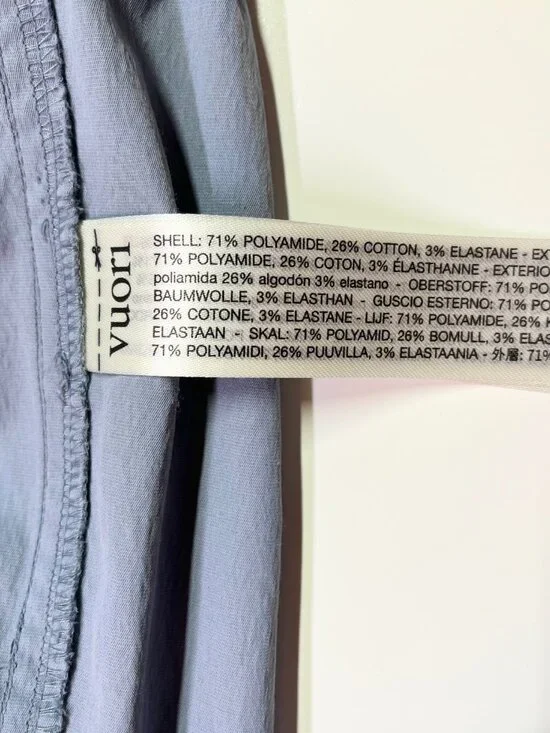 vuori
SHELL: 71% POLYAMIDE, 26% COTTON, 3% ELASTANE - EX
71% POLYAMIDE, 26% COTON, 3% ÉLASTHANNE - EXTERIO
poliamida 26% algodón 3% elastano - OBERSTOFF: 71% PO
BAUMWOLLE, 3% ELASTHAN - GUSCIO ESTERNO: 71% PO
26% COTONE, 3% ELASTANE - LIJF: 71% POLYAMIDE, 26% K
ELASTAAN - SKAL: 71% POLYAMID, 26% BOMULL, 3% ELAS
71% POLYAMIDI, 26% PUUVILLA, 3% ELASTAANIA - 外層: 71%